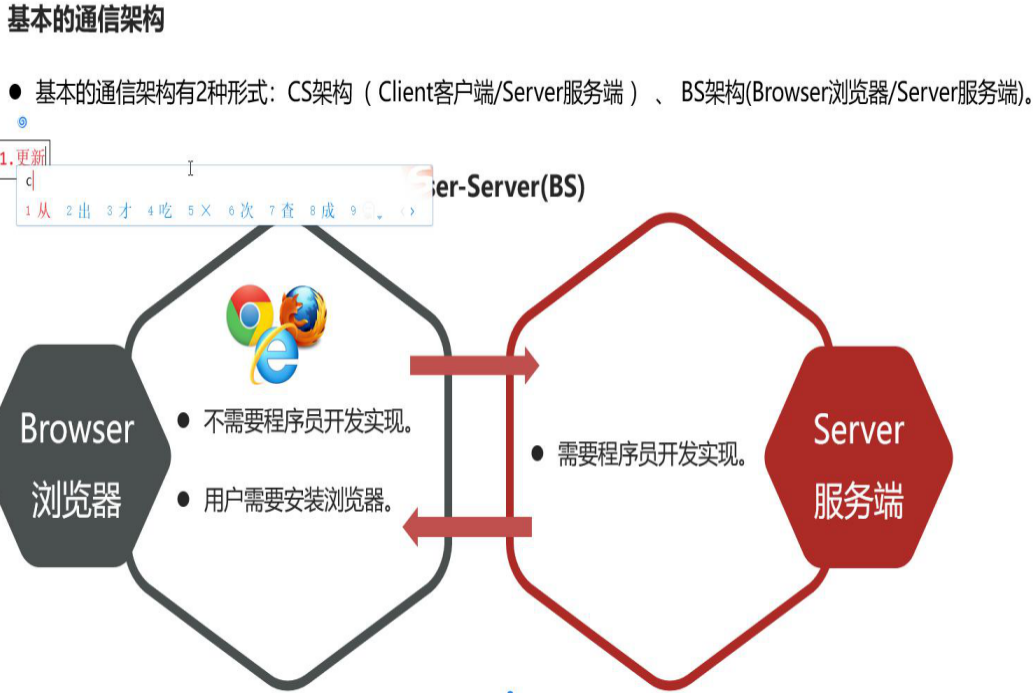 基本的通信架构
● 基本的通信架构有2种形式：CS架构（ Client客户端/Server服务端 ）、 BS架构(Browser浏览器/Server服务端)。
1.更新
c
1 从 2 出 3 才 4 吃 5 × 6 次 7 查 8 成 9
ser-Server(BS)
Browser
浏览器
● 不需要程序员开发实现。
● 用户需要安装浏览器。
● 需要程序员开发实现。
Server
服务端